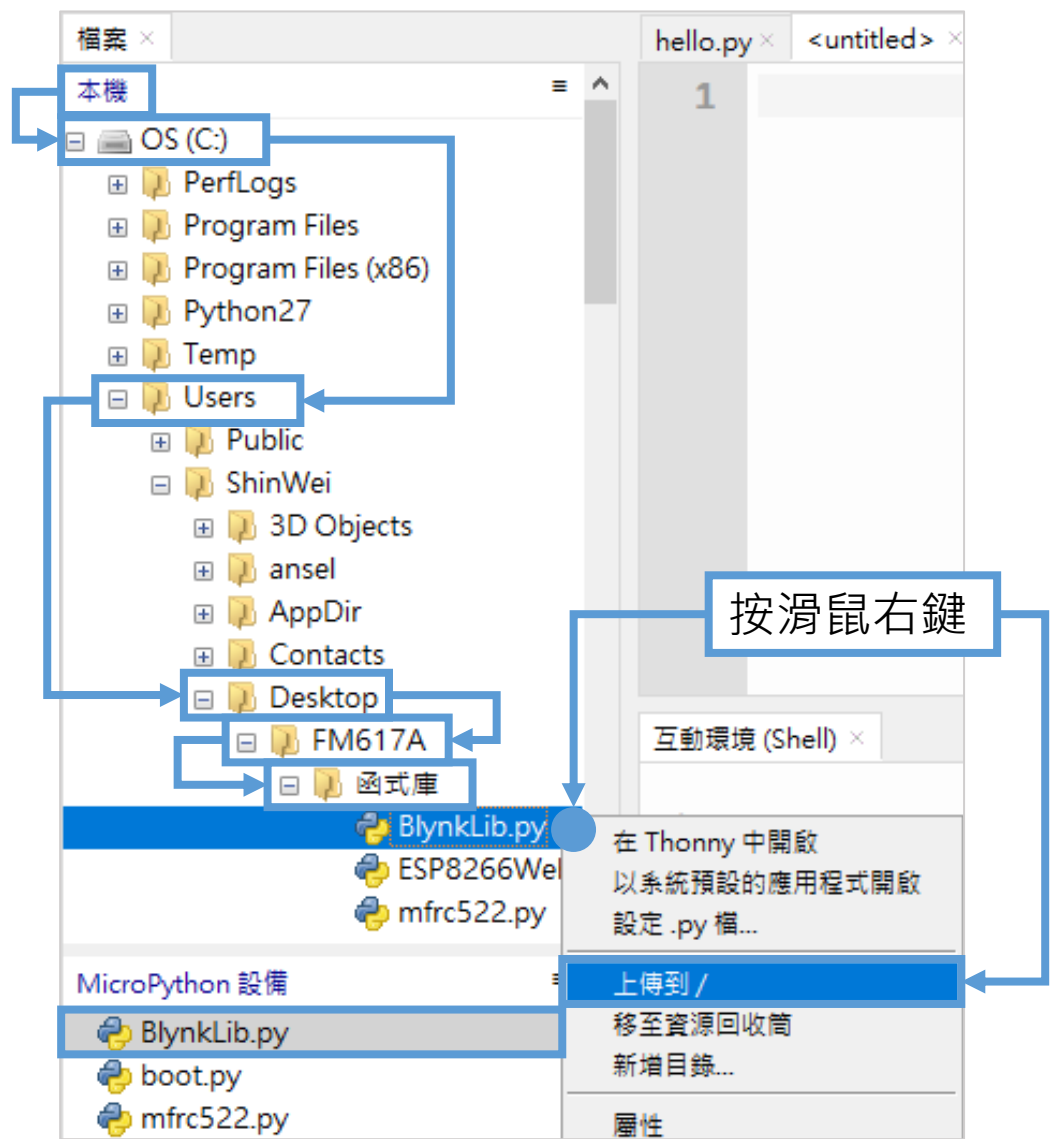 檔案
hello.py
<untitled>
本機
1
OS (C:)
PerfLogs
Program Files
Program Files (x86)
Python27
Temp
Users
Public
ShinWei
3D Objects
ansel
AppDir
Contacts
Desktop
FM617A
函式庫
BlynkLib.py
ESP8266Wel
mfrc522.py
按滑鼠右鍵
互動環境 (Shell)
在 Thonny 中開啟
以系統預設的應用程式開啟
設定 .py 檔...
上傳到 /
移至資源回收筒
新增目錄...
屬性
MicroPython 設備
BlynkLib.py
boot.py
mfrc522.py